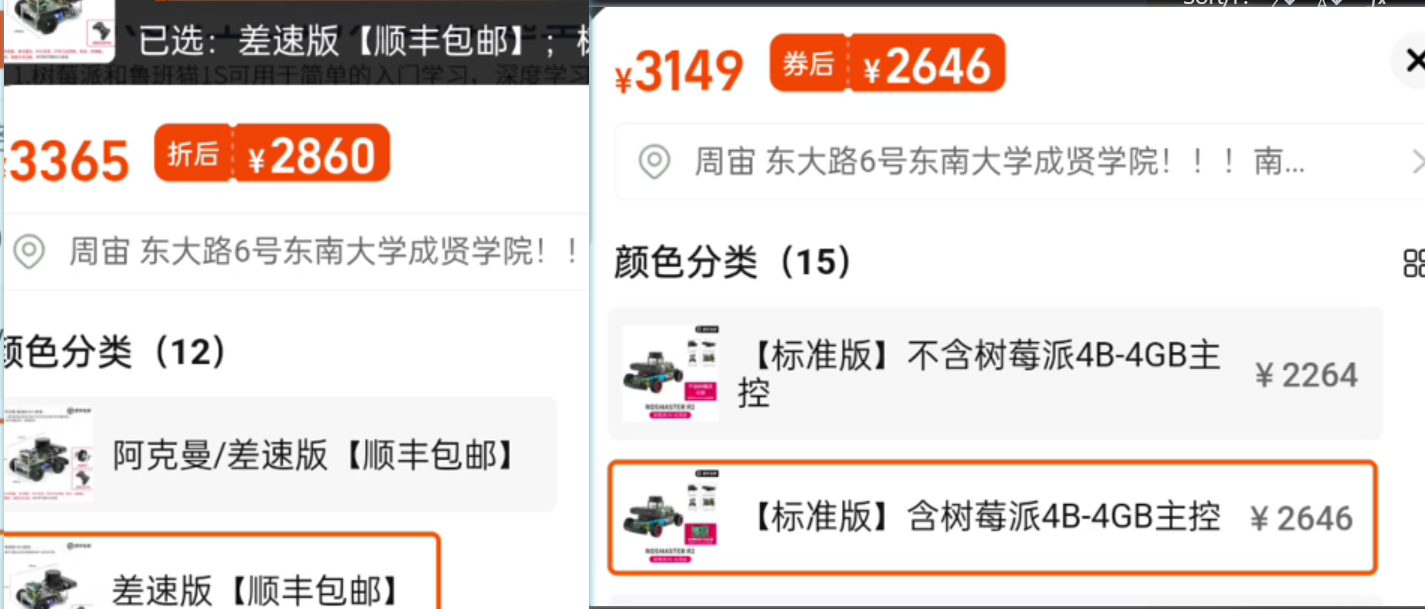 已选：差速版【顺丰包邮】；
1.树莓派和鲁班猫1S可用于简单的入门学习，深度学习
¥3365 折后 ¥2860
周宙 东大路6号东南大学成贤学院！！
颜色分类（12）
阿克曼/差速版【顺丰包邮】
差速版【顺丰包邮】
¥3149 券后 ¥2646
周宙 东大路6号东南大学成贤学院！！！南...
颜色分类（15）
【标准版】不含树莓派4B-4GB主
控
¥ 2264
ROSMASTER R2
【标准版】含树莓派4B-4GB主控
¥ 2646
ROSMASTER R2